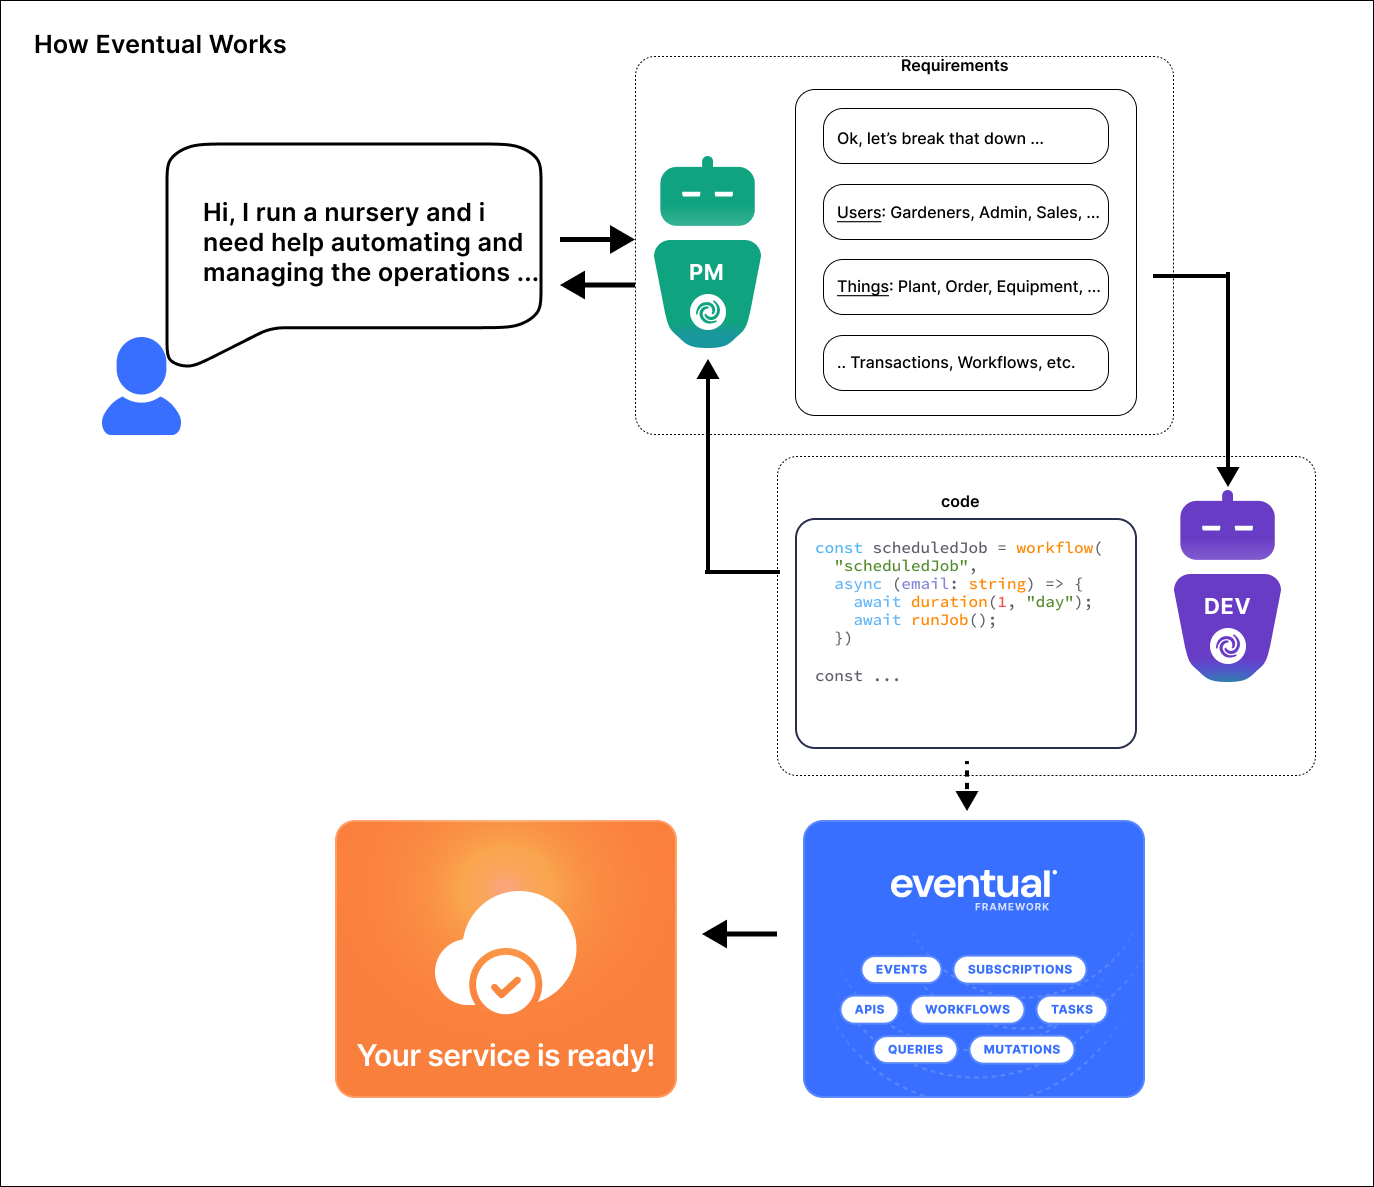 How Eventual Works
Requirements
Hi, I run a nursery and i
need help automating and
managing the operations ...
PM
Ok, let’s break that down ...
Users: Gardeners, Admin, Sales, ...
Things: Plant, Order, Equipment, ...
.. Transactions, Workflows, etc.
code
const scheduledJob = workflow(
"scheduledJob",
async (email: string) => {
await duration(1, "day");
await runJob();
})
const ...
DEV
Your service is ready!
eventual
FRAMEWORK
EVENTS SUBSCRIPTIONS
APIS WORKFLOWS TASKS
QUERIES MUTATIONS